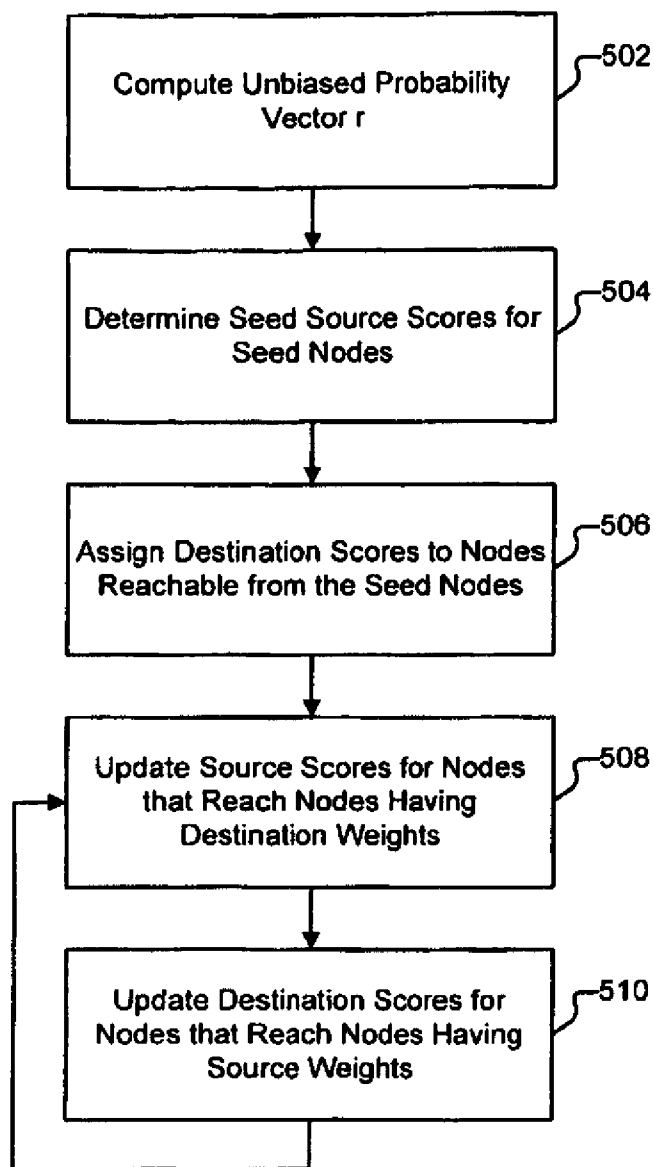 Compute Unbiased Probability
Vector r
502
Determine Seed Source Scores for
Seed Nodes
504
Assign Destination Scores to Nodes
Reachable from the Seed Nodes
506
Update Source Scores for Nodes
that Reach Nodes Having
Destination Weights
508
Update Destination Scores for
Nodes that Reach Nodes Having
Source Weights
510